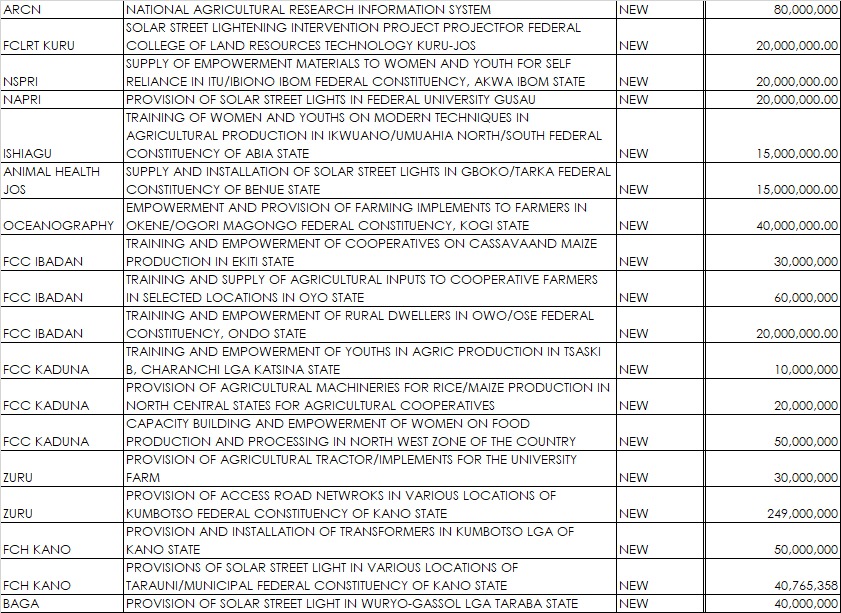 ARCN NATIONAL AGRICULTURAL RESEARCH INFORMATION SYSTEM NEW 80,000,000
SOLAR STREET LIGHTENING INTERVENTION PROJECT PROJECTFOR FEDERAL
FCLRT KURU COLLEGE OF LAND RESOURCES TECHNOLOGY KURU-JOS NEW 20,000,000.00
SUPPLY OF EMPOWERMENT MATERIALS TO WOMEN AND YOUTH FOR SELF
NSPRI RELIANCE IN ITU/IBIONO IBOM FEDERAL CONSTITUENCY, AKWA IBOM STATE NEW 20,000,000.00
NAPRI PROVISION OF SOLAR STREET LIGHTS IN FEDERAL UNIVERSITY GUSAU NEW 20,000,000.00
TRAINING OF WOMEN AND YOUTHS ON MODERN TECHNIQUES IN
AGRICULTURAL PRODUCTION IN IKWUANO/UMUAHIA NORTH/SOUTH FEDERAL
ISHIAGU CONSTITUENCY OF ABIA STATE NEW 15,000,000.00
ANIMAL HEALTH SUPPLY AND INSTALLATION OF SOLAR STREET LIGHTS IN GBOKO/TARKA FEDERAL
JOS CONSTITUENCY OF BENUE STATE NEW 15,000,000.00
EMPOWERMENT AND PROVISION OF FARMING IMPLEMENTS TO FARMERS IN
OCEANOGRAPHY OKENE/OGORI MAGONGO FEDERAL CONSTITUENCY, KOGI STATE NEW 40,000,000.00
TRAINING AND EMPOWERMENT OF COOPERATIVES ON CASSAVAAND MAIZE
FCC IBADAN PRODUCTION IN EKITI STATE NEW 30,000,000
TRAINING AND SUPPLY OF AGRICULTURAL INPUTS TO COOPERATIVE FARMERS
FCC IBADAN IN SELECTED LOCATIONS IN OYO STATE NEW 60,000,000
TRAINING AND EMPOWERMENT OF RURAL DWELLERS IN OWO/OSE FEDERAL
FCC IBADAN CONSTITUENCY, ONDO STATE NEW 20,000,000.00
TRAINING AND EMPOWERMENT OF YOUTHS IN AGRIC PRODUCTION IN TSASKI
FCC KADUNA B, CHARANCHI LGA KATSINA STATE NEW 10,000,000
PROVISION OF AGRICULTURAL MACHINERIES FOR RICE/MAIZE PRODUCTION IN
FCC KADUNA NORTH CENTRAL STATES FOR AGRICULTURAL COOPERATIVES NEW 20,000,000
CAPACITY BUILDING AND EMPOWERMENT OF WOMEN ON FOOD
FCC KADUNA PRODUCTION AND PROCESSING IN NORTH WEST ZONE OF THE COUNTRY NEW 50,000,000
PROVISION OF AGRICULTURAL TRACTOR/IMPLEMENTS FOR THE UNIVERSITY
ZURU FARM NEW 30,000,000
PROVISION OF ACCESS ROAD NETWROKS IN VARIOUS LOCATIONS OF
ZURU KUMBOTSO FEDERAL CONSTITUENCY OF KANO STATE NEW 249,000,000
PROVISION AND INSTALLATION OF TRANSFORMERS IN KUMBOTSO LGA OF
FCH KANO KANO STATE NEW 50,000,000
PROVISIONS OF SOLAR STREET LIGHT IN VARIOUS LOCATIONS OF
FCH KANO TARAUNI/MUNICIPAL FEDERAL CONSTITUENCY OF KANO STATE NEW 40,765,358
BAGA PROVISION OF SOLAR STREET LIGHT IN WURYO-GASSOL LGA TARABA STATE NEW 40,000,000